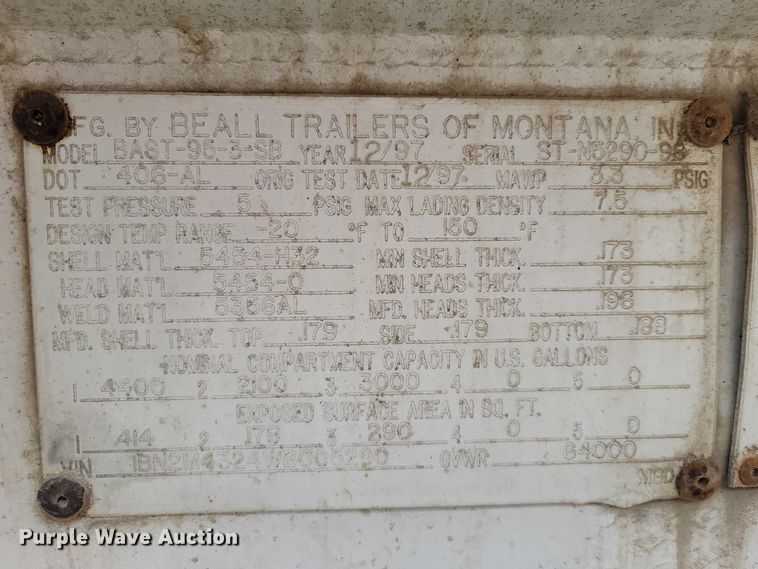 MFG. BY BEALL TRAILERS OF MONTANA IN
MODEL BAST-95-3-SB YEAR 12/97 SERIAL ST-N5290-SB
DOT 406-AL ORIG TEST DATE 12/97 MAWP 3.3 PSIG
TEST PRESSURE 5 PSIG MAX LADING DENSITY 7.5
DESIGN TEMP RANGE -20 °F TO 150 °F
SHELL MAT'L 5454-H32 MIN SHELL THICK. .173
HEAD MAT'L 5454-O MIN HEADS THICK. .173
WELD MAT'L 5356AL MFD. HEADS THICK. .196
MFD. SHELL THICK. TOP .179 SIDE .179 BOTTOM .188
NOMINAL COMPARTMENT CAPACITY IN U.S. GALLONS
1 4400 2 2100 3 3000 4 0 5 0
EXPOSED SURFACE AREA IN SQ. FT.
1 414 2 178 3 290 4 0 5 0
VIN GVWR 64000 MSD
Purple Wave Auction